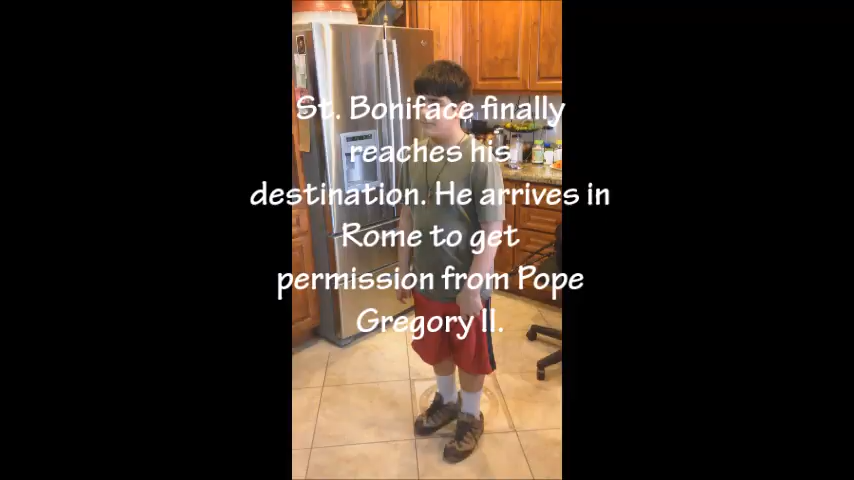 St. Boniface finally
reaches his
destination. He arrives in
Rome to get
permission from Pope
Gregory II.